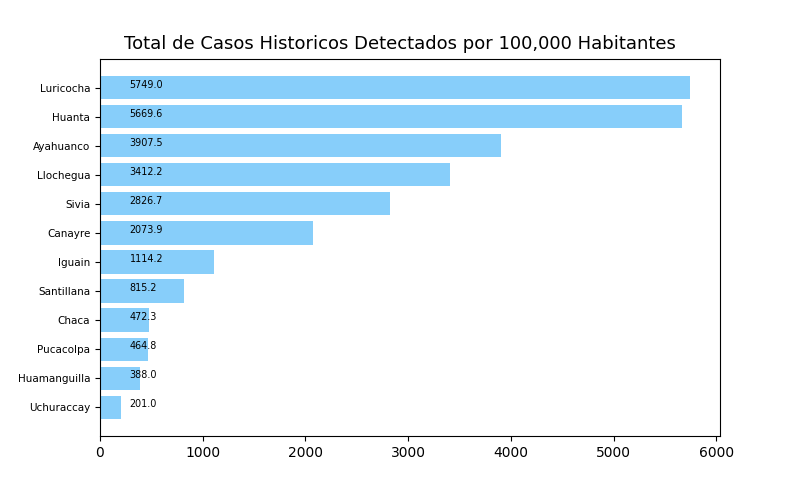 Total de Casos Historicos Detectados por 100,000 Habitantes
Luricocha 5749.0
Huanta 5669.6
Ayahuanco 3907.5
Llochegua 3412.2
Sivia 2826.7
Canayre 2073.9
Iguain 1114.2
Santillana 815.2
Chaca 472.3
Pucacolpa 464.8
Huamanguilla 388.0
Uchuraccay 201.0
0 1000 2000 3000 4000 5000 6000